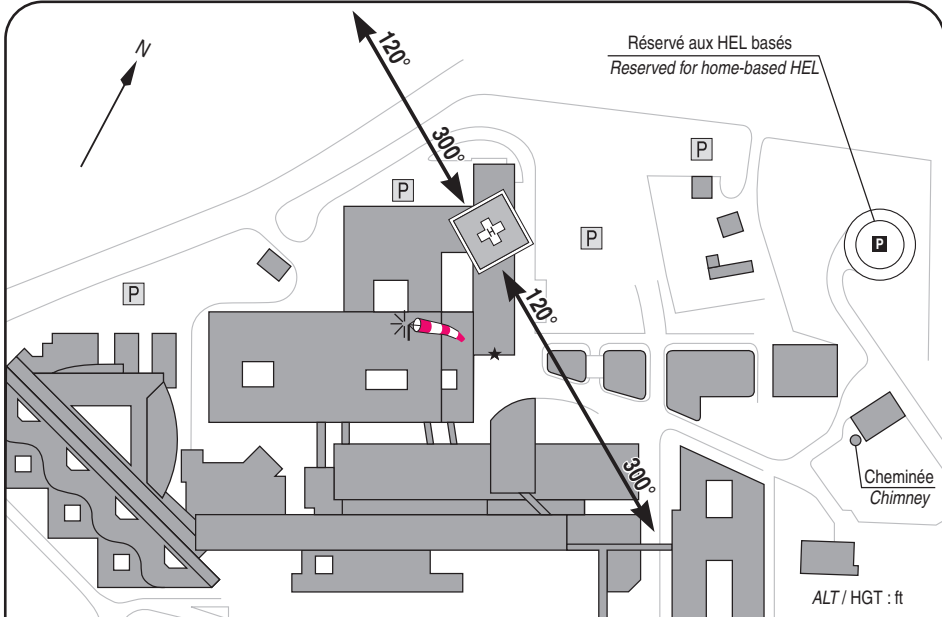 N
120°
300°
Réservé aux HEL basés
Reserved for home-based HEL
P
P
H
P
P
P
120°
300°
Cheminée
Chimney
ALT / HGT : ft